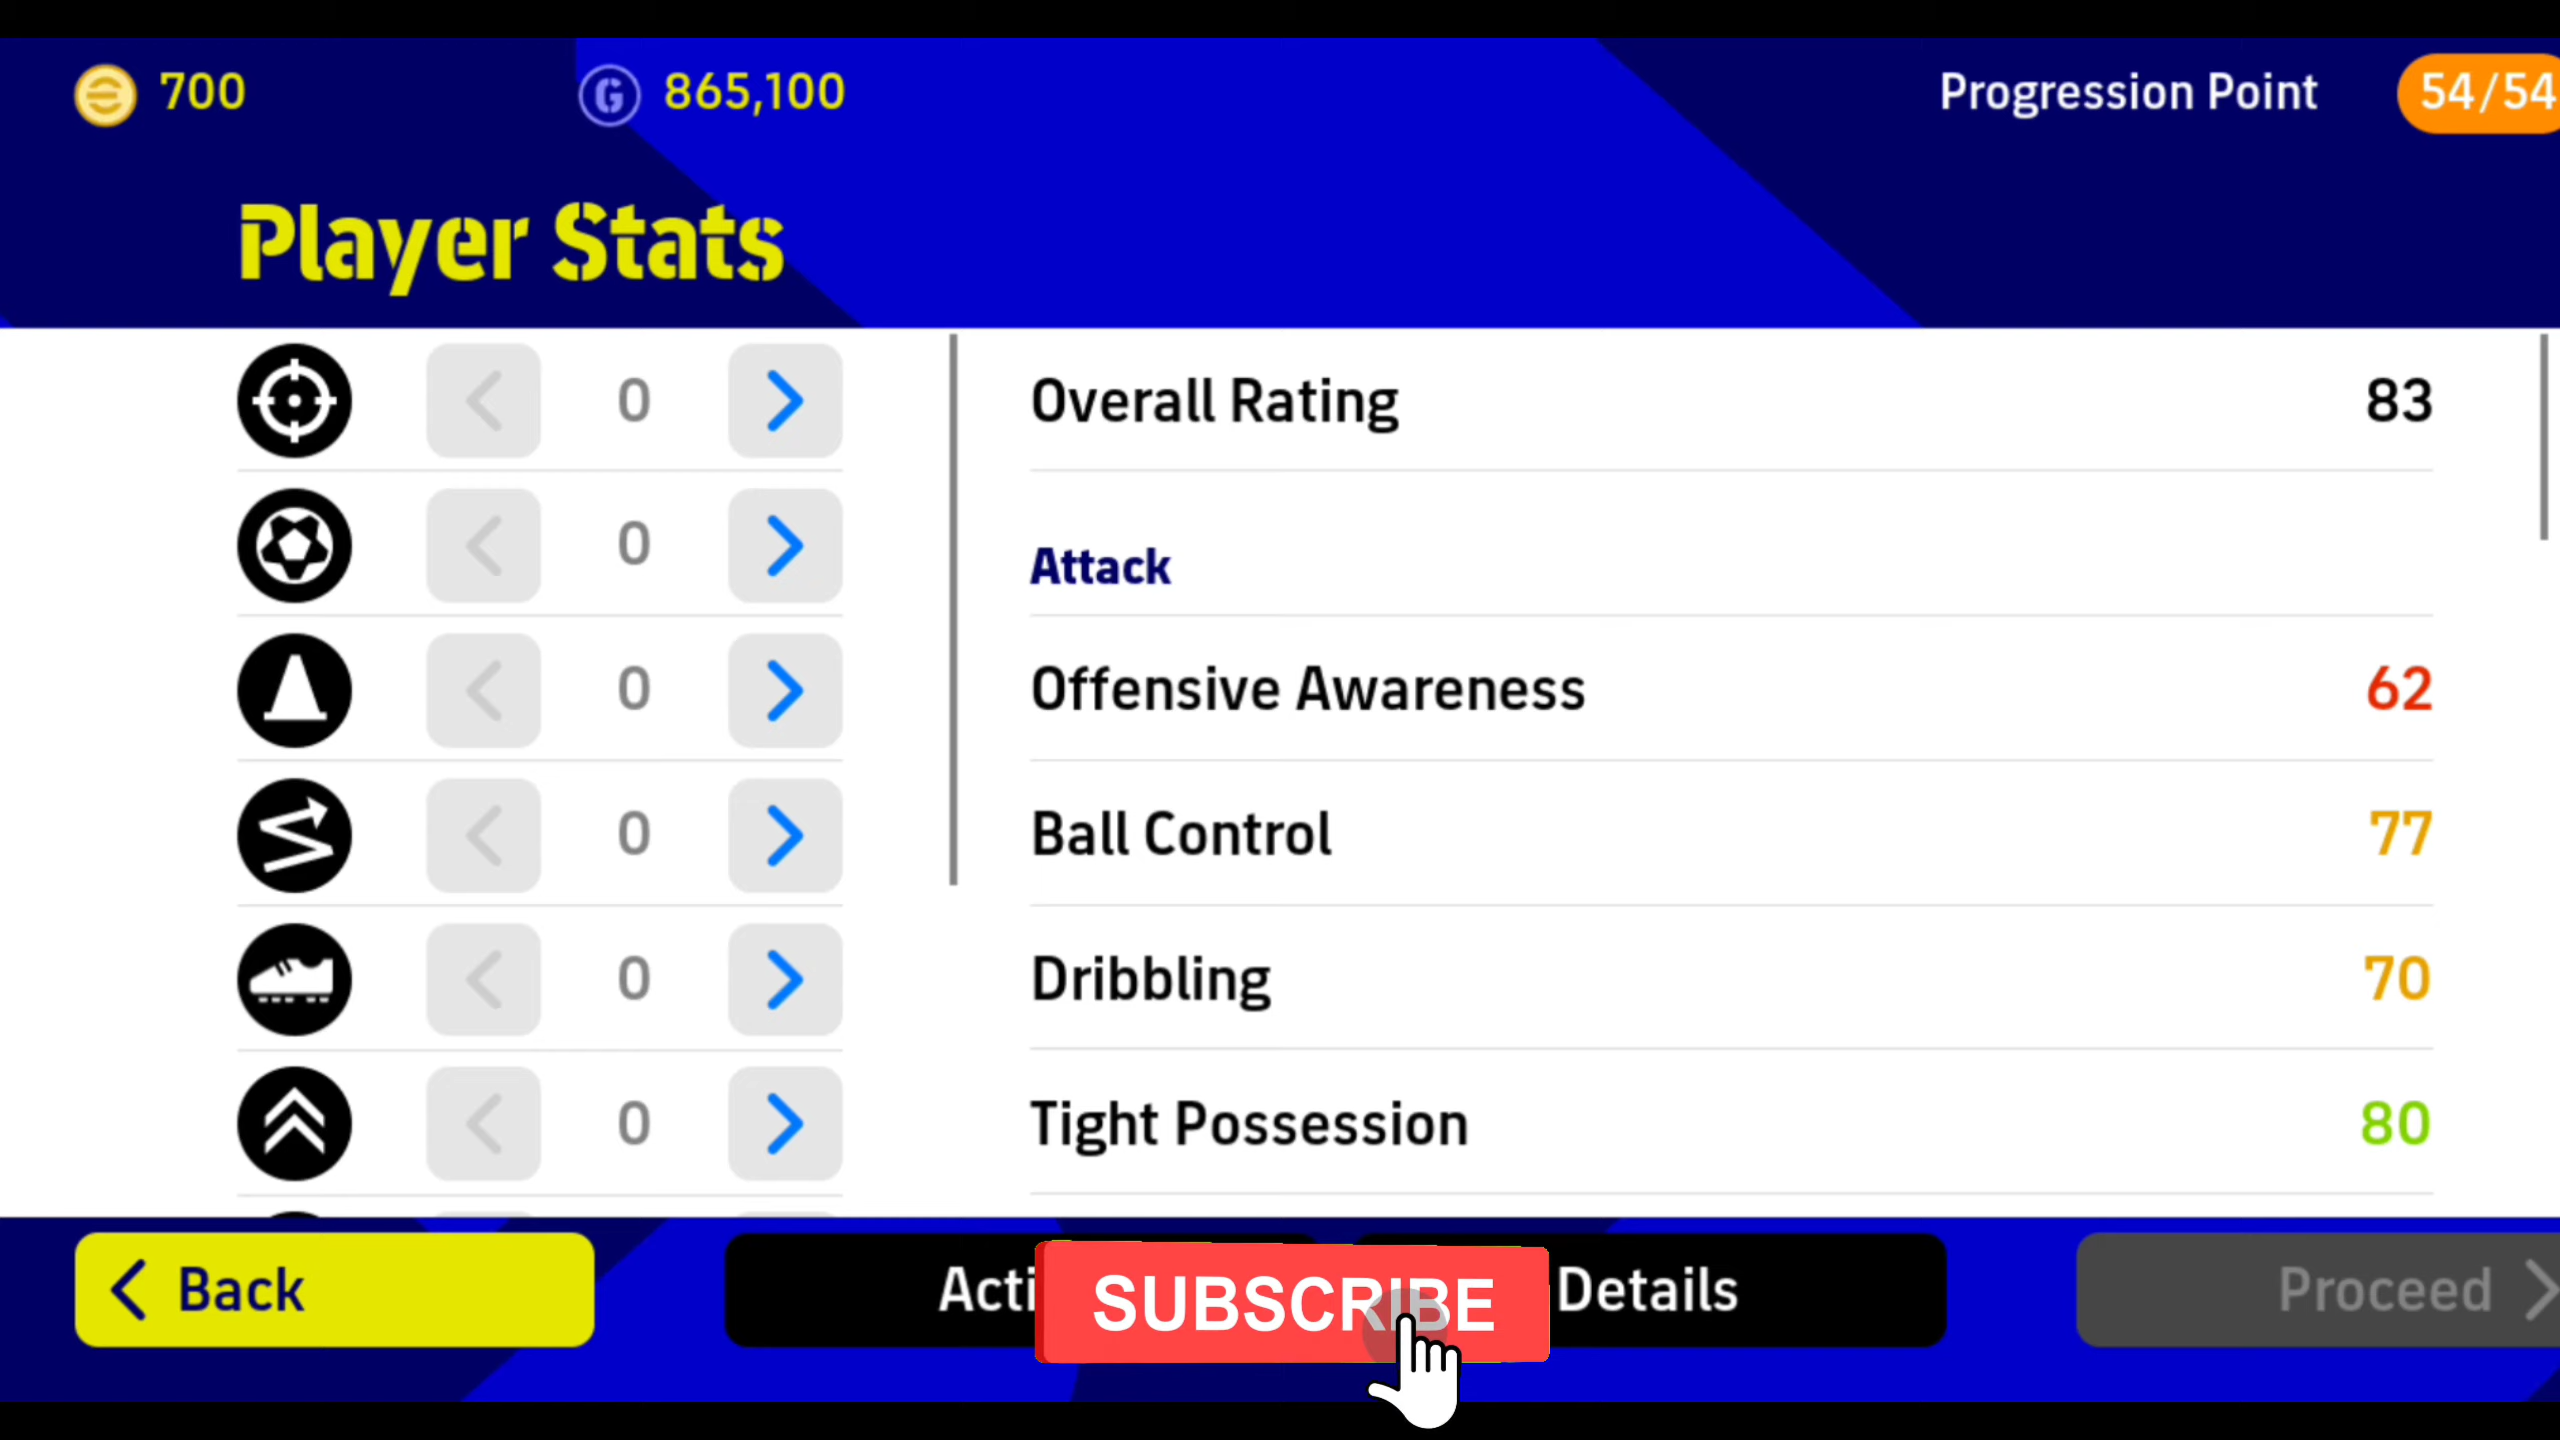 700
865,100
Progression Point
54/54
Player Stats
0
Overall Rating 83
0
Attack
0
Offensive Awareness 62
0
Ball Control 77
0
Dribbling 70
0
Tight Possession 80
Back
Acti
SUBSCRIBE
Details
Proceed